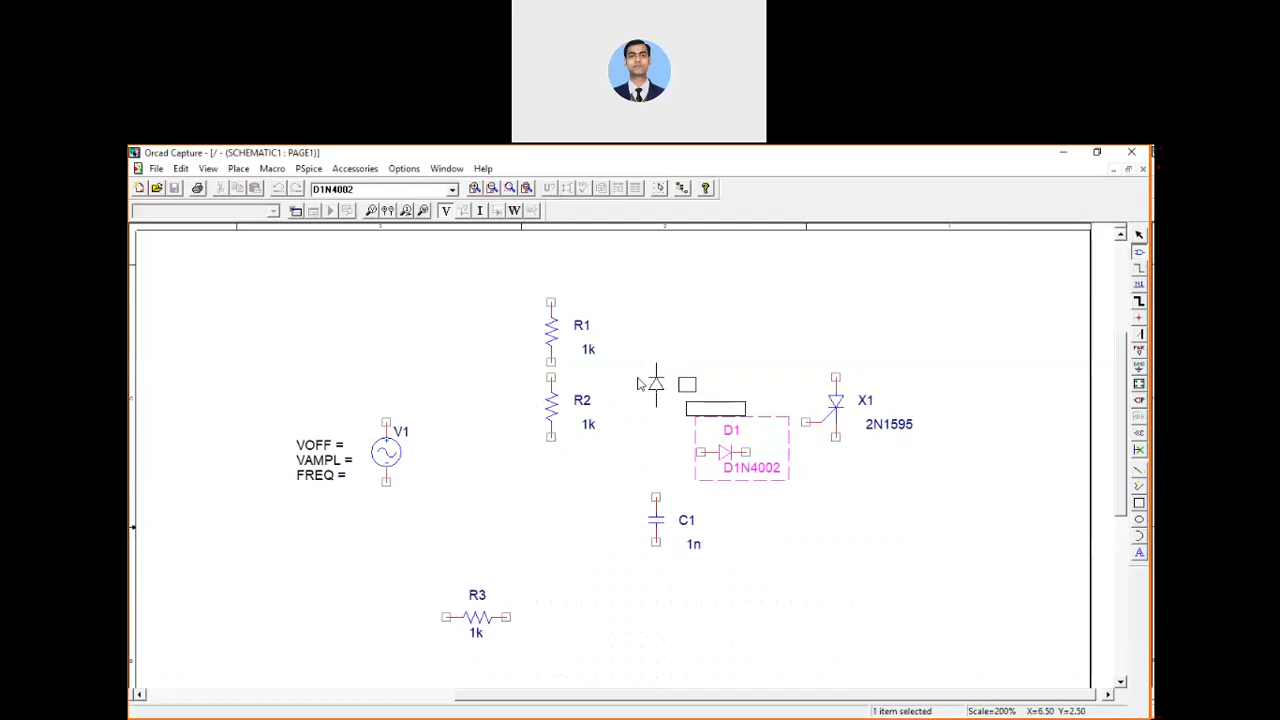 Orcad Capture - [/ - (SCHEMATIC1 : PAGE1)]
File Edit View Place Macro PSpice Accessories Options Window Help
D1N4002
V I W
R1
1k
R2
1k
X1
2N1595
V1
VOFF =
VAMPL =
FREQ =
D1
D1N4002
C1
1n
R3
1k
1 item selected Scale=200% X=6.50 Y=2.50